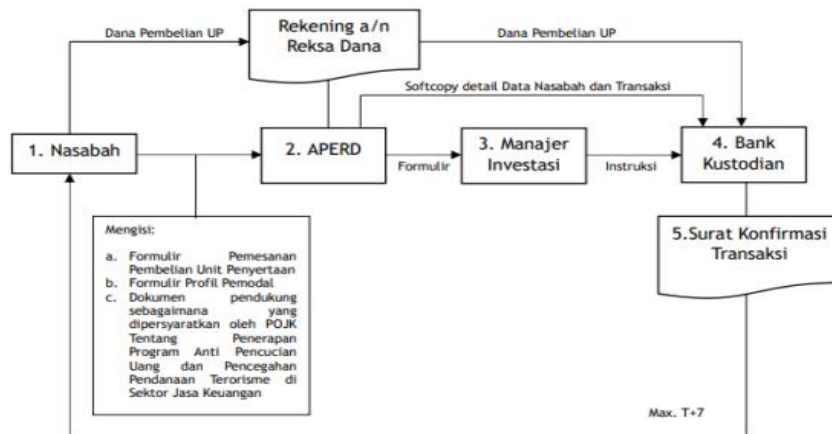 Dana Pembelian UP
Rekening a/n
Reksa Dana
Dana Pembelian UP
Softcopy detail Data Nasabah dan Transaksi
1. Nasabah
2. APERD
Formulir
3. Manajer
Investasi
Instruksi
4. Bank
Kustodian
Mengisi:
a. Formulir Pemesanan
Pembelian Unit Penyertaan
b. Formulir Profil Pemodal
c. Dokumen pendukung
sebagaimana yang
dipersyaratkan oleh POJK
Tentang Penerapan
Program Anti Pencucian
Uang dan Pencegahan
Pendanaan Terorisme di
Sektor Jasa Keuangan
5.Surat Konfirmasi
Transaksi
Max. T+7